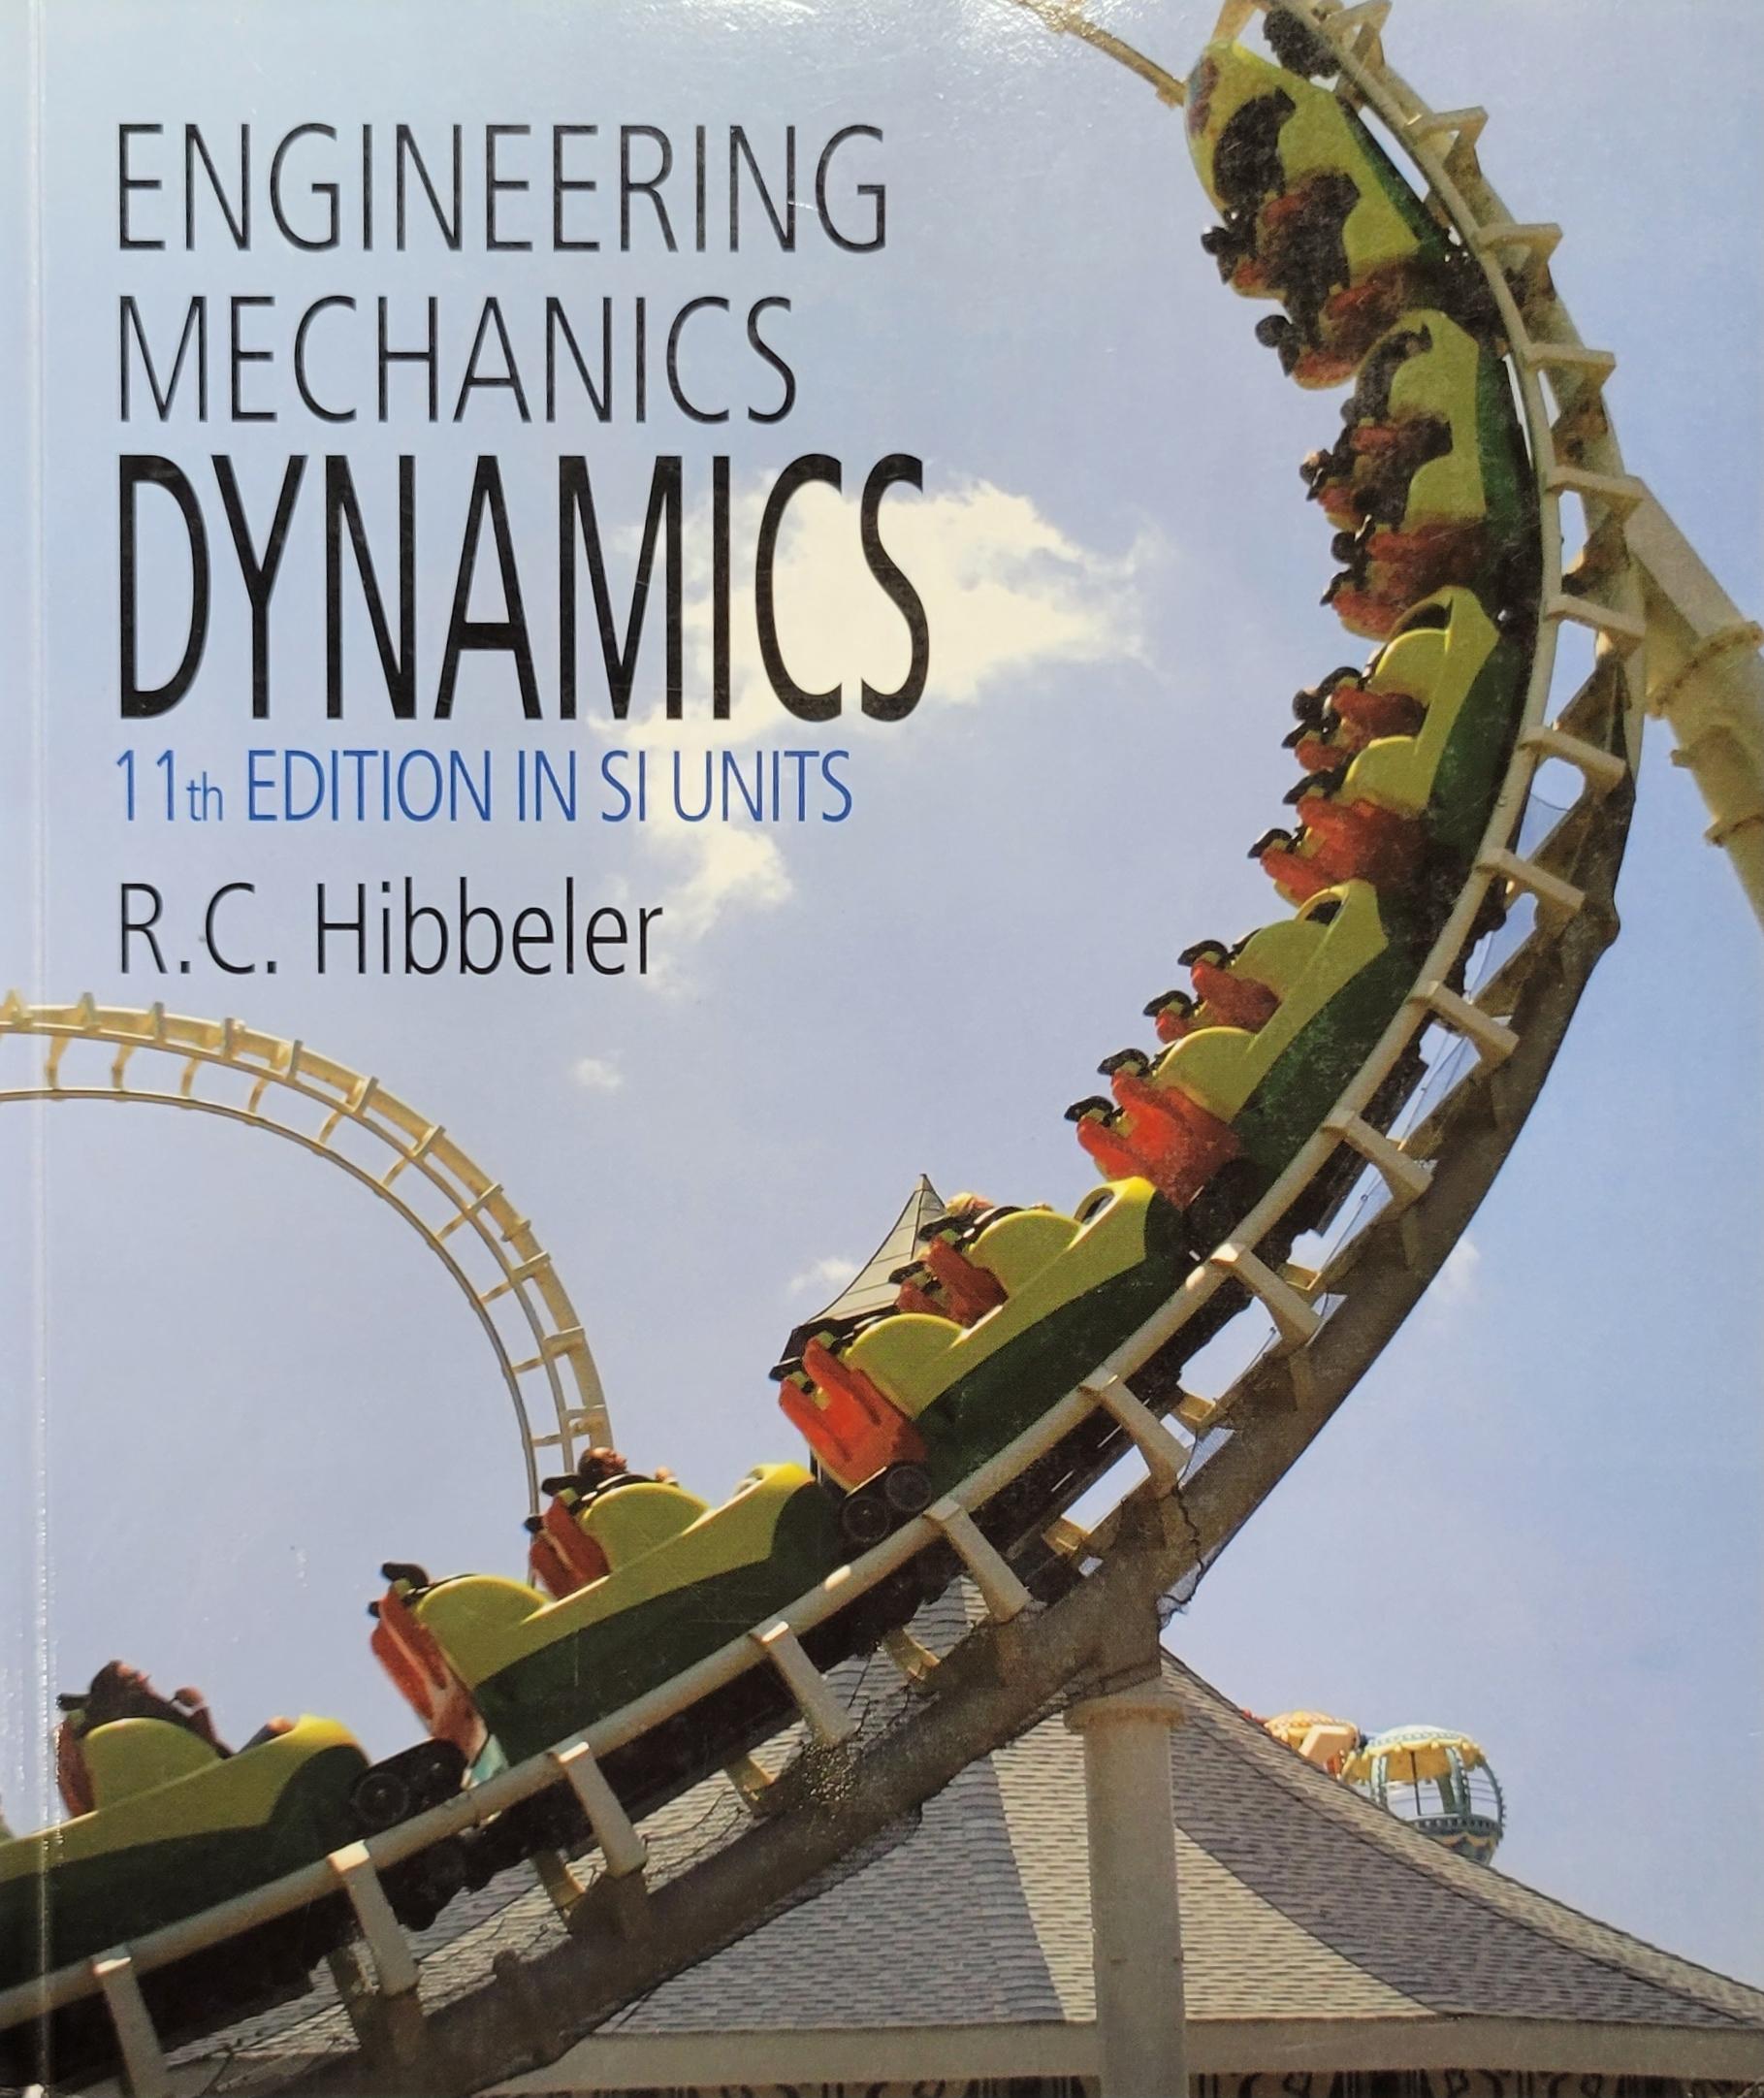 ENGINEERING
MECHANICS
DYNAMICS
11th EDITION IN SI UNITS
R.C. Hibbeler